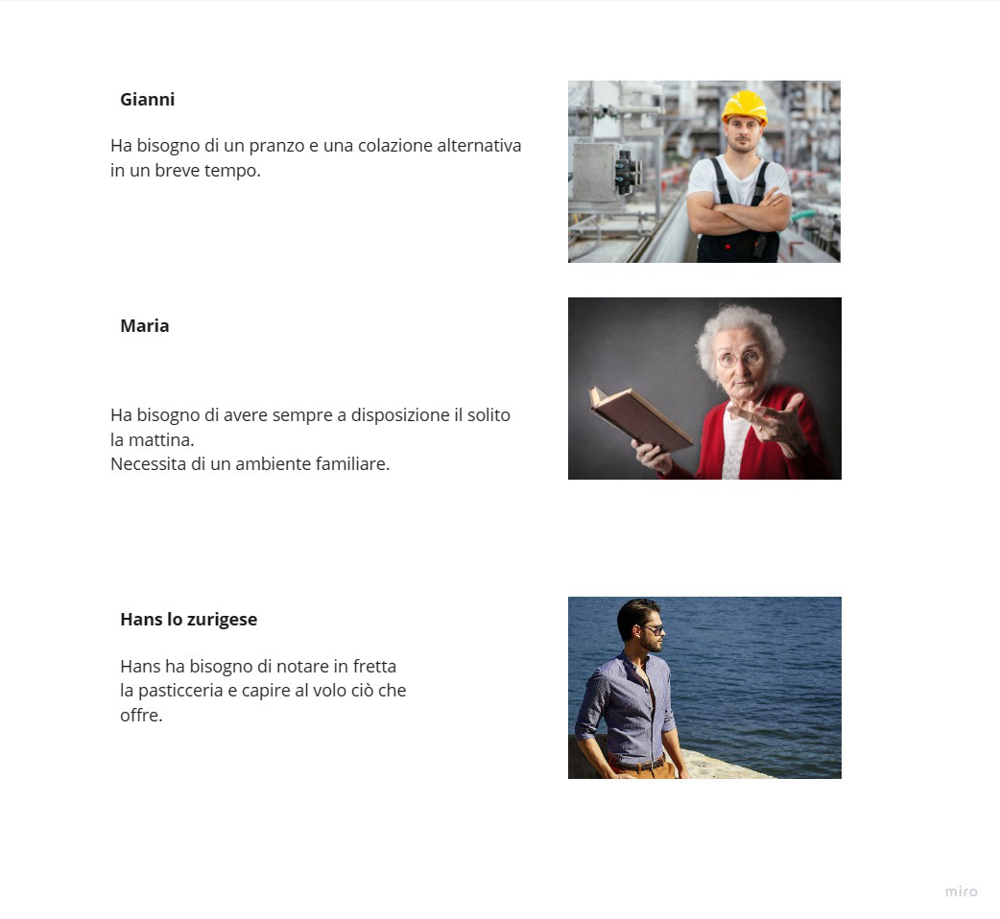 Gianni
Ha bisogno di un pranzo e una colazione alternativa
in un breve tempo.
Maria
Ha bisogno di avere sempre a disposizione il solito
la mattina.
Necessita di un ambiente familiare.
Hans lo zurigese
Hans ha bisogno di notare in fretta
la pasticceria e capire al volo ciò che
offre.
miro